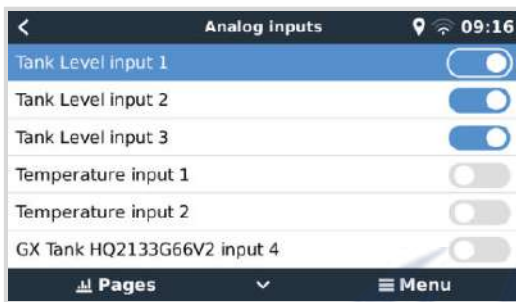 Analog inputs 09:16
Tank Level input 1
Tank Level input 2
Tank Level input 3
Temperature input 1
Temperature input 2
GX Tank HQ2133G66V2 input 4
Pages Menu